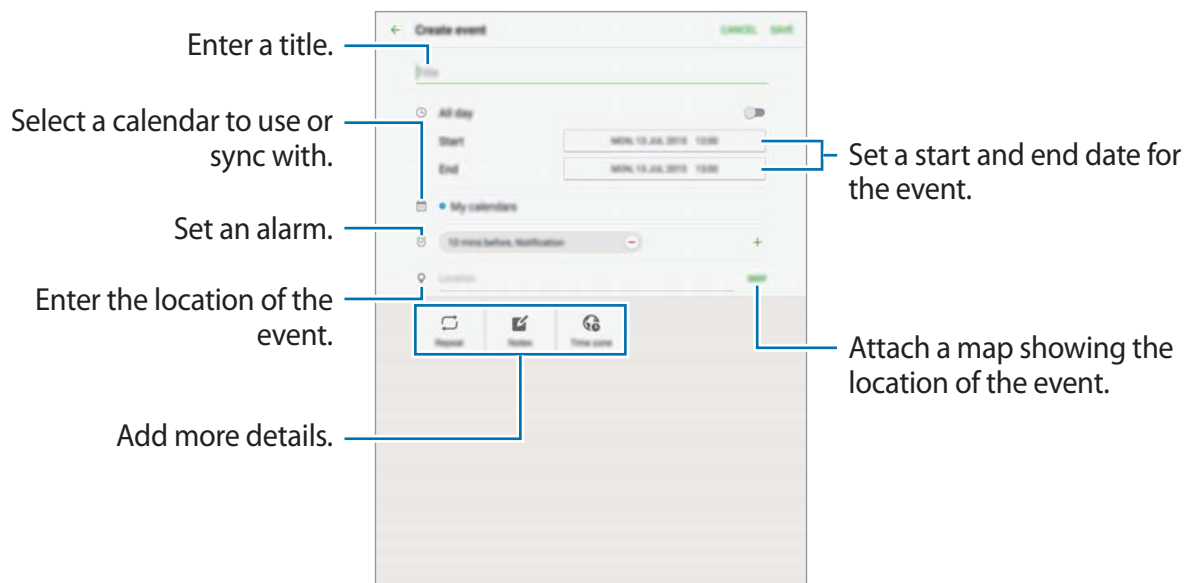 Create event
CANCEL SAVE
Enter a title.
Title
All day
Select a calendar to use or
sync with.
Start MON, 13 JUL 2015 12:00
End MON, 13 JUL 2015 13:00
Set a start and end date for
the event.
My calendars
Set an alarm.
10 mins before, Notification
Location
MAP
Enter the location of the
event.
Repeat Notes Time zone
Attach a map showing the
location of the event.
Add more details.